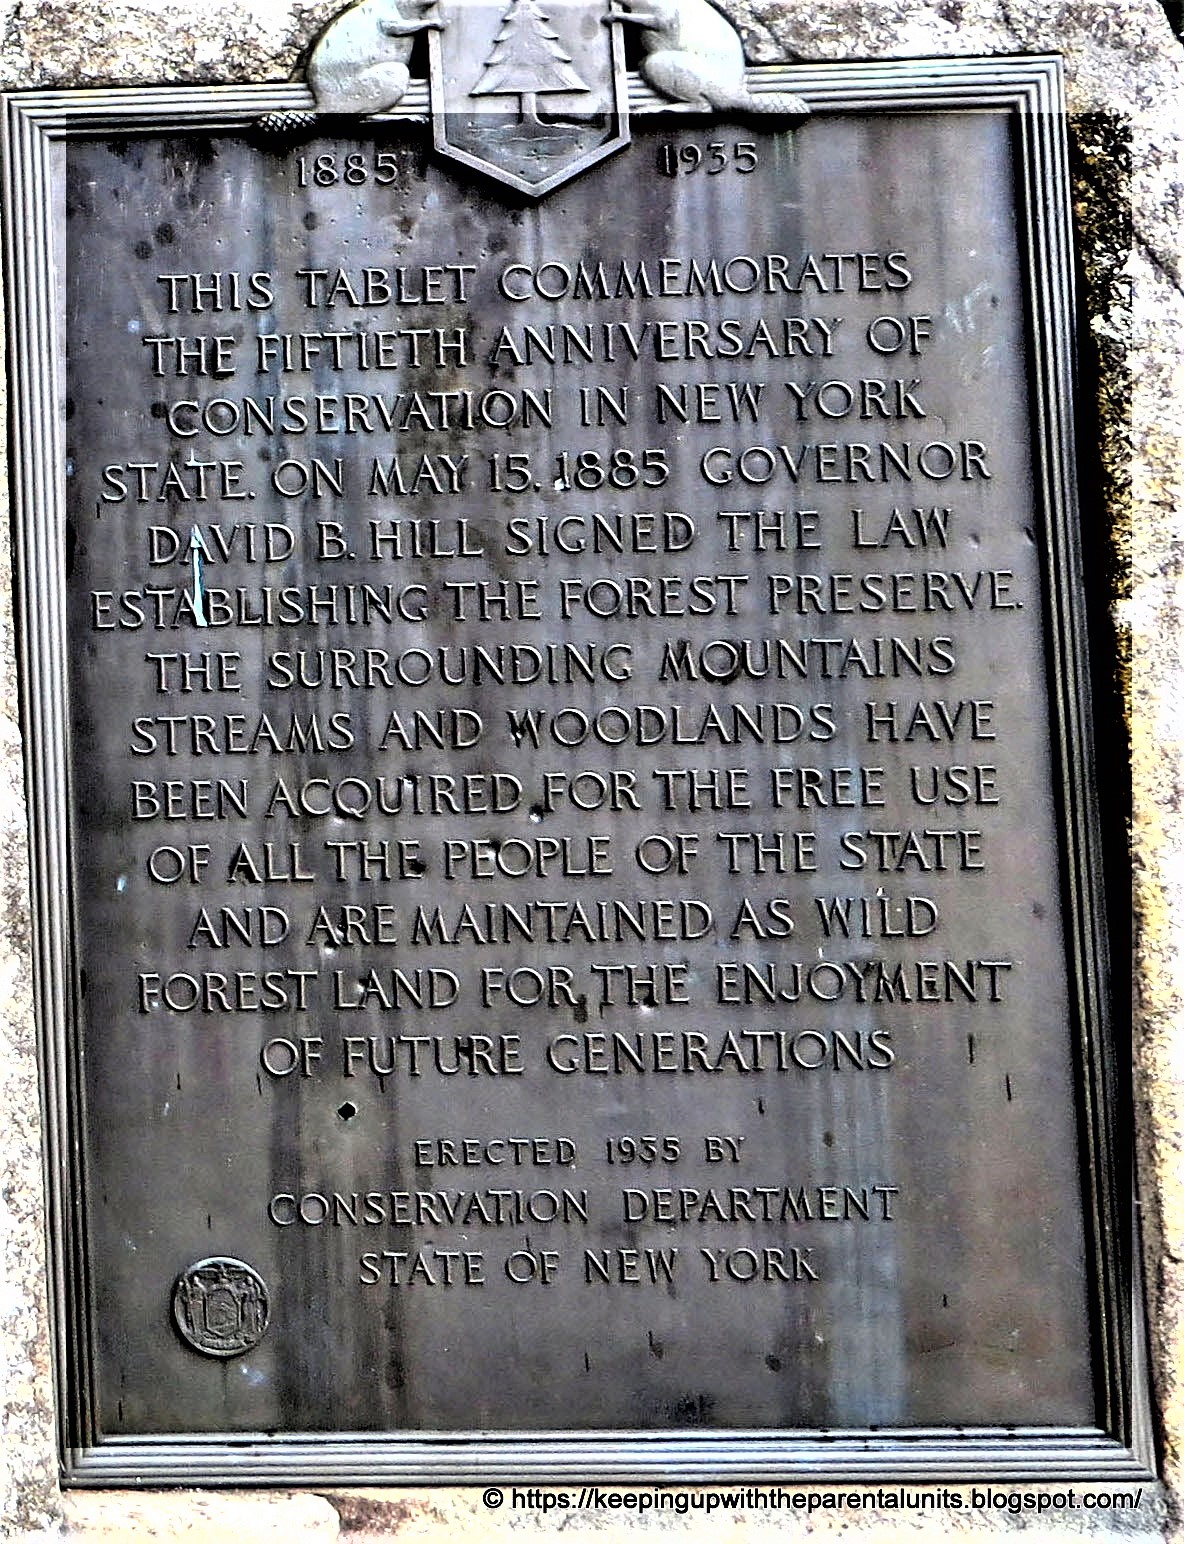 1885 1935
THIS TABLET COMMEMORATES
THE FIFTIETH ANNIVERSARY OF
CONSERVATION IN NEW YORK
STATE. ON MAY 15, 1885 GOVERNOR
DAVID B. HILL SIGNED THE LAW
ESTABLISHING THE FOREST PRESERVE.
THE SURROUNDING MOUNTAINS
STREAMS AND WOODLANDS HAVE
BEEN ACQUIRED FOR THE FREE USE
OF ALL THE PEOPLE OF THE STATE
AND ARE MAINTAINED AS WILD
FOREST LAND FOR THE ENJOYMENT
OF FUTURE GENERATIONS
ERECTED 1935 BY
CONSERVATION DEPARTMENT
STATE OF NEW YORK
© https://keepingupwiththeparentalunits.blogspot.com/